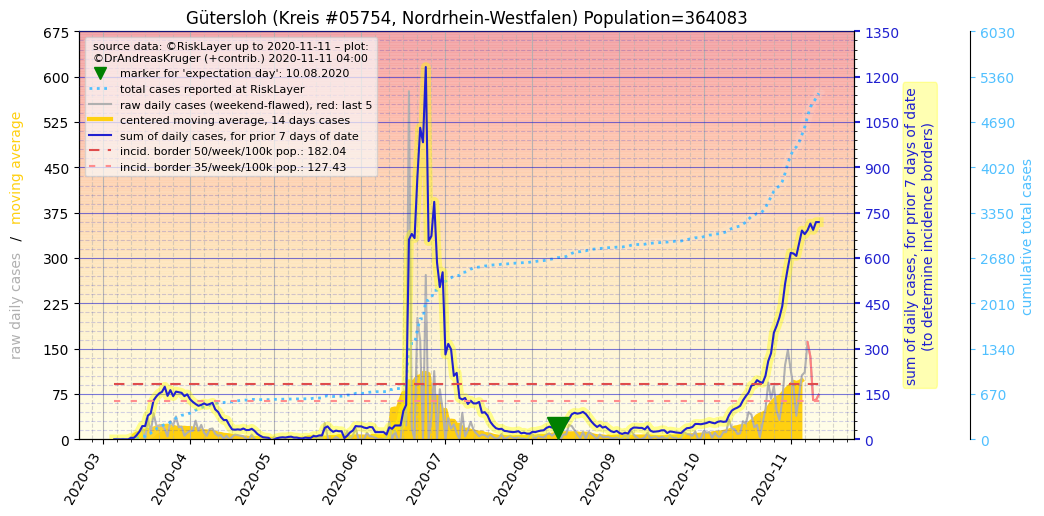 Gütersloh (Kreis #05754, Nordrhein-Westfalen) Population=364083
source data: ©RiskLayer up to 2020-11-11 – plot:
©DrAndreasKruger (+contrib.) 2020-11-11 04:00
marker for 'expectation day': 10.08.2020
total cases reported at RiskLayer
raw daily cases (weekend-flawed), red: last 5
centered moving average, 14 days cases
sum of daily cases, for prior 7 days of date
incid. border 50/week/100k pop.: 182.04
incid. border 35/week/100k pop.: 127.43
raw daily cases / moving average
675
600
525
450
375
300
225
150
75
0
2020-03
2020-04
2020-05
2020-06
2020-07
2020-08
2020-09
2020-10
2020-11
1350
1200
1050
900
750
600
450
300
150
0
sum of daily cases, for prior 7 days of date
(to determine incidence borders)
6030
5360
4690
4020
3350
2680
2010
1340
670
0
cumulative total cases